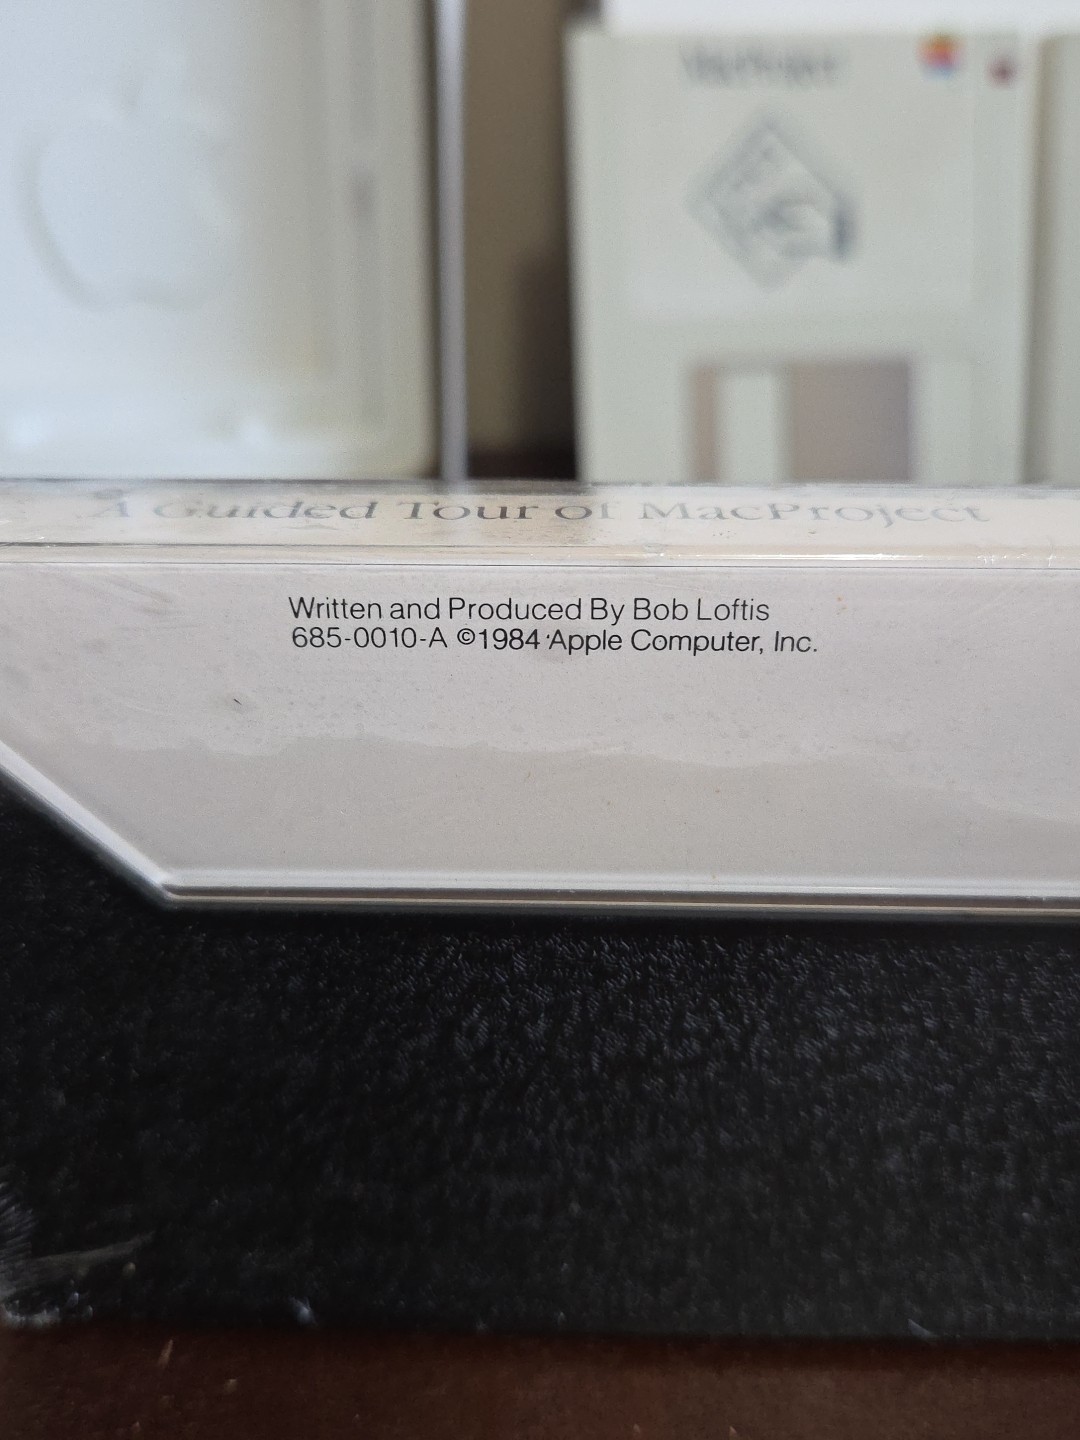 A Guided Tour of MacProject
Written and Produced By Bob Loftis
685-0010-A ©1984 Apple Computer, Inc.